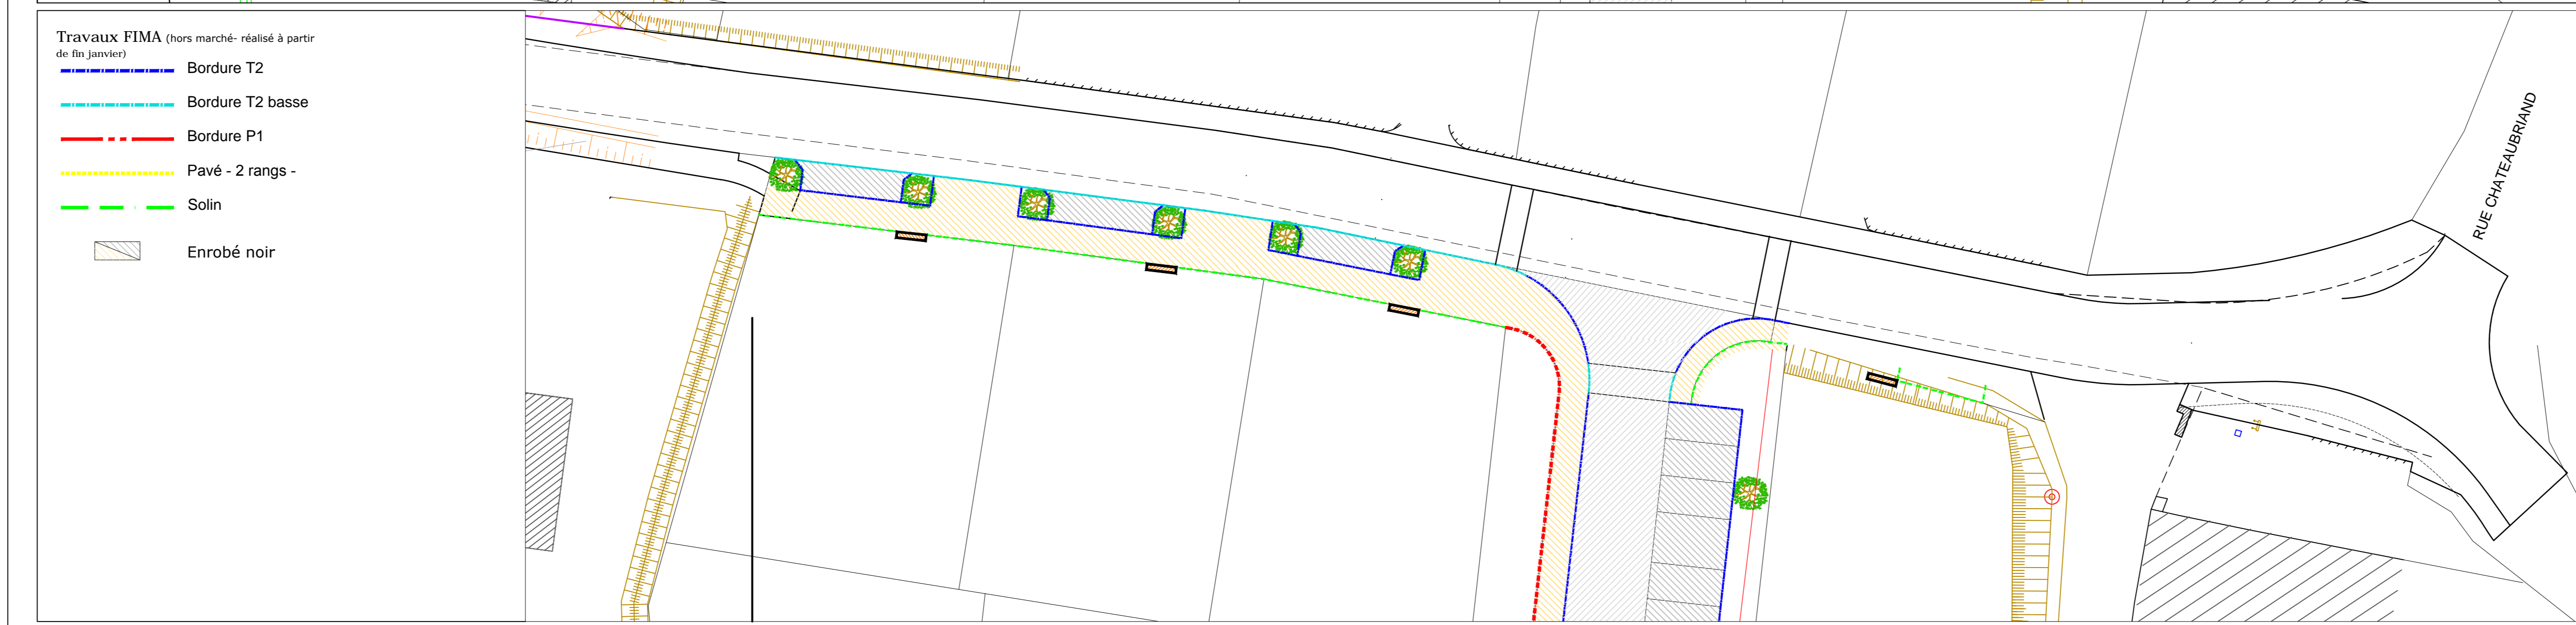 Travaux FIMA (hors marché- réalisé à partir
de fin janvier)
Bordure T2
Bordure T2 basse
Bordure P1
Pavé - 2 rangs -
Solin
Enrobé noir
RUE CHATEAUBRIAND